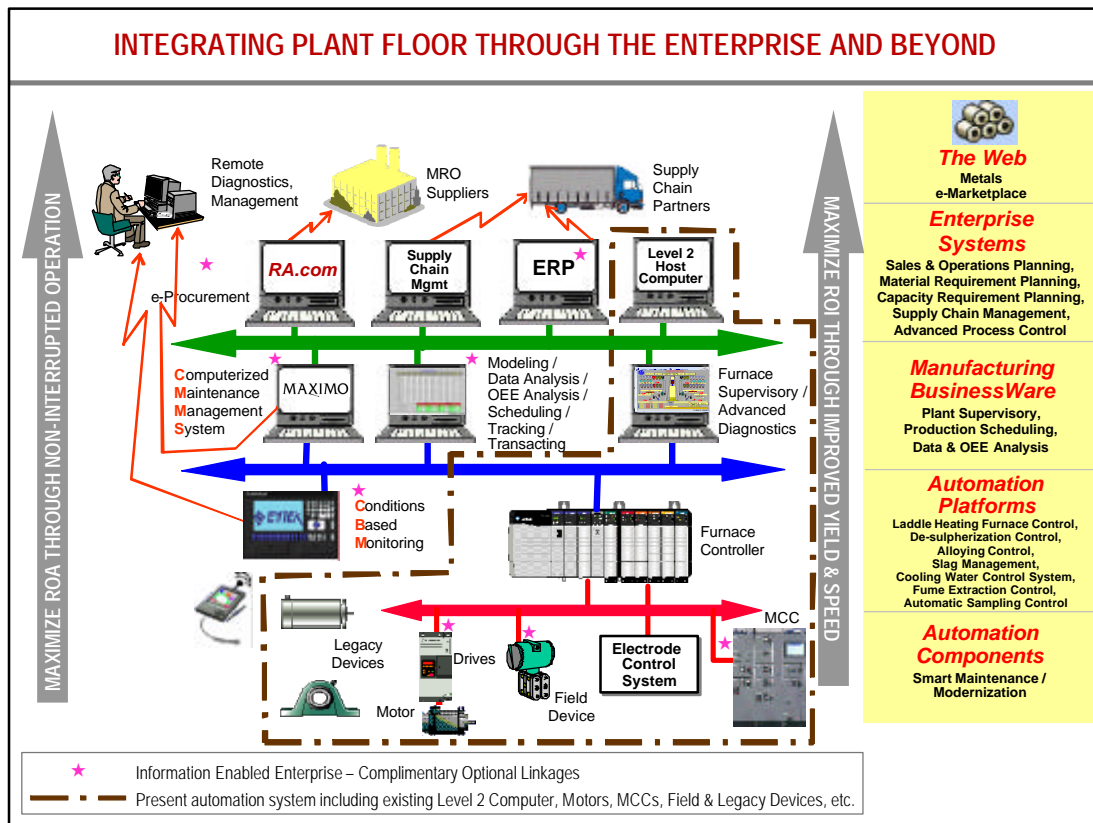 INTEGRATING PLANT FLOOR THROUGH THE ENTERPRISE AND BEYOND
MAXIMIZE ROA THROUGH NON-INTERRUPTED OPERATION
Remote
Diagnostics,
Management
MRO
Suppliers
Supply
Chain
Partners
e-Procurement
RA.com
Supply
Chain
Mgmt
ERP
Level 2
Host
Computer
Computerized
Maintenance
Management
System
MAXIMO
Modeling /
Data Analysis /
OEE Analysis /
Scheduling /
Tracking /
Transacting
Furnace
Supervisory /
Advanced
Diagnostics
Conditions
Based
Monitoring
Furnace
Controller
Legacy
Devices
Drives
Motor
Field
Device
Electrode
Control
System
MCC
MAXIMIZE ROI THROUGH IMPROVED YIELD & SPEED
The Web
Metals
e-Marketplace
Enterprise
Systems
Sales & Operations Planning,
Material Requirement Planning,
Capacity Requirement Planning,
Supply Chain Management,
Advanced Process Control
Manufacturing
BusinessWare
Plant Supervisory,
Production Scheduling,
Data & OEE Analysis
Automation
Platforms
Laddle Heating Furnace Control,
De-sulpherization Control,
Alloying Control,
Slag Management,
Cooling Water Control System,
Fume Extraction Control,
Automatic Sampling Control
Automation
Components
Smart Maintenance /
Modernization
Information Enabled Enterprise – Complimentary Optional Linkages
Present automation system including existing Level 2 Computer, Motors, MCCs, Field & Legacy Devices, etc.